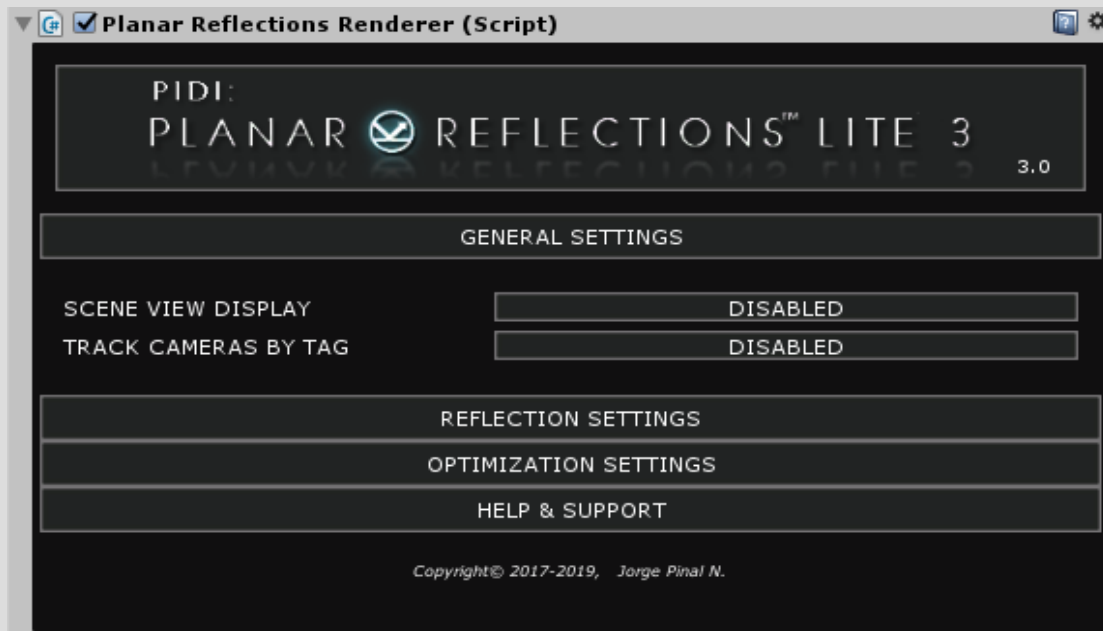 Planar Reflections Renderer (Script)
PIDI:
PLANAR REFLECTIONS™ LITE 3
3.0
GENERAL SETTINGS
SCENE VIEW DISPLAY DISABLED
TRACK CAMERAS BY TAG DISABLED
REFLECTION SETTINGS
OPTIMIZATION SETTINGS
HELP & SUPPORT
Copyright© 2017-2019, Jorge Pinal N.